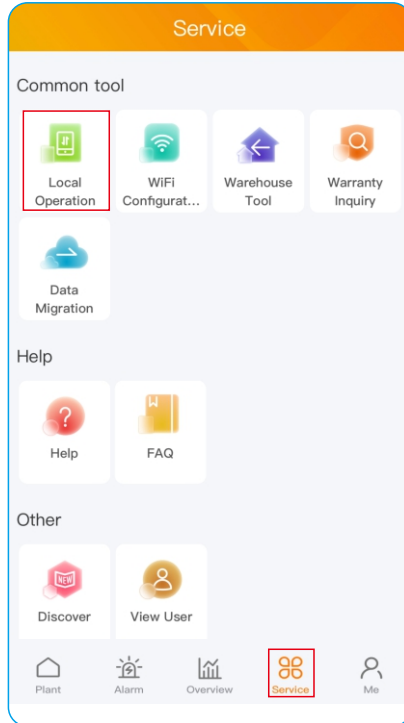 Service
Common tool
Local
Operation
WiFi
Configurat...
Warehouse
Tool
Warranty
Inquiry
Data
Migration
Help
?
Help
FAQ
Other
NEW
Discover
View User
Plant
Alarm
Overview
Service
Me